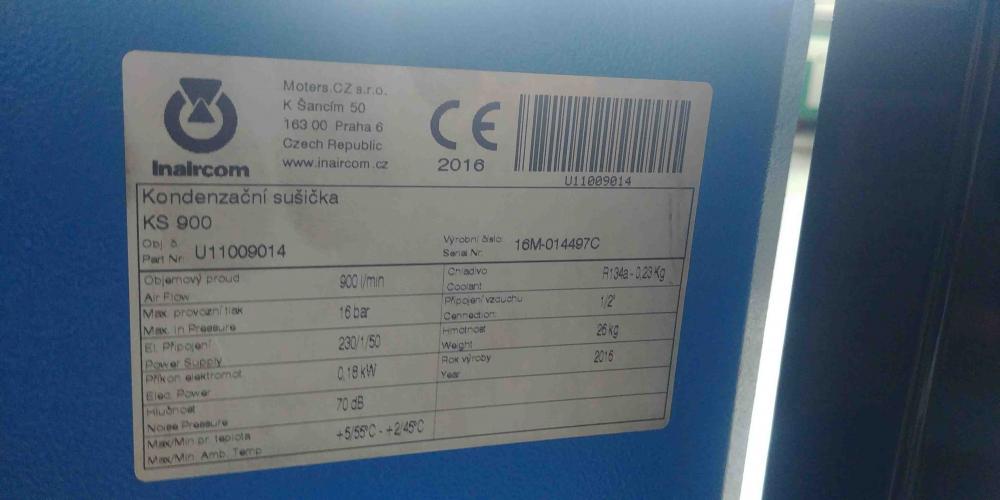 Inaircom
Moters.CZ s.r.o.
K Šancím 50
163 00 Praha 6
Czech Republic
www.inaircom.cz
CE
2016
U11009014
Kondenzační sušička
KS 900
Obj. č.
Part Nr: U11009014
Výrobní číslo:
Serial Nr: 16M-014497C
Objemový proud
Air Flow 900 l/min
Max. provozní tlak
Max. In Pressure 16 bar
El. Připojení
Power Supply 230/1/50
Příkon elektromot.
Elec. Power 0,18 kW
Hlučnost
Noise Pressure 70 dB
Max/Min pr. teplota
Max/Min. Amb. Temp +5/55°C - +2/45°C
Chladivo
Coolant R134a - 0,23 Kg
Připojení vzduchu
Connection: 1/2"
Hmotnost
Weight 26 kg
Rok výroby
Year 2016